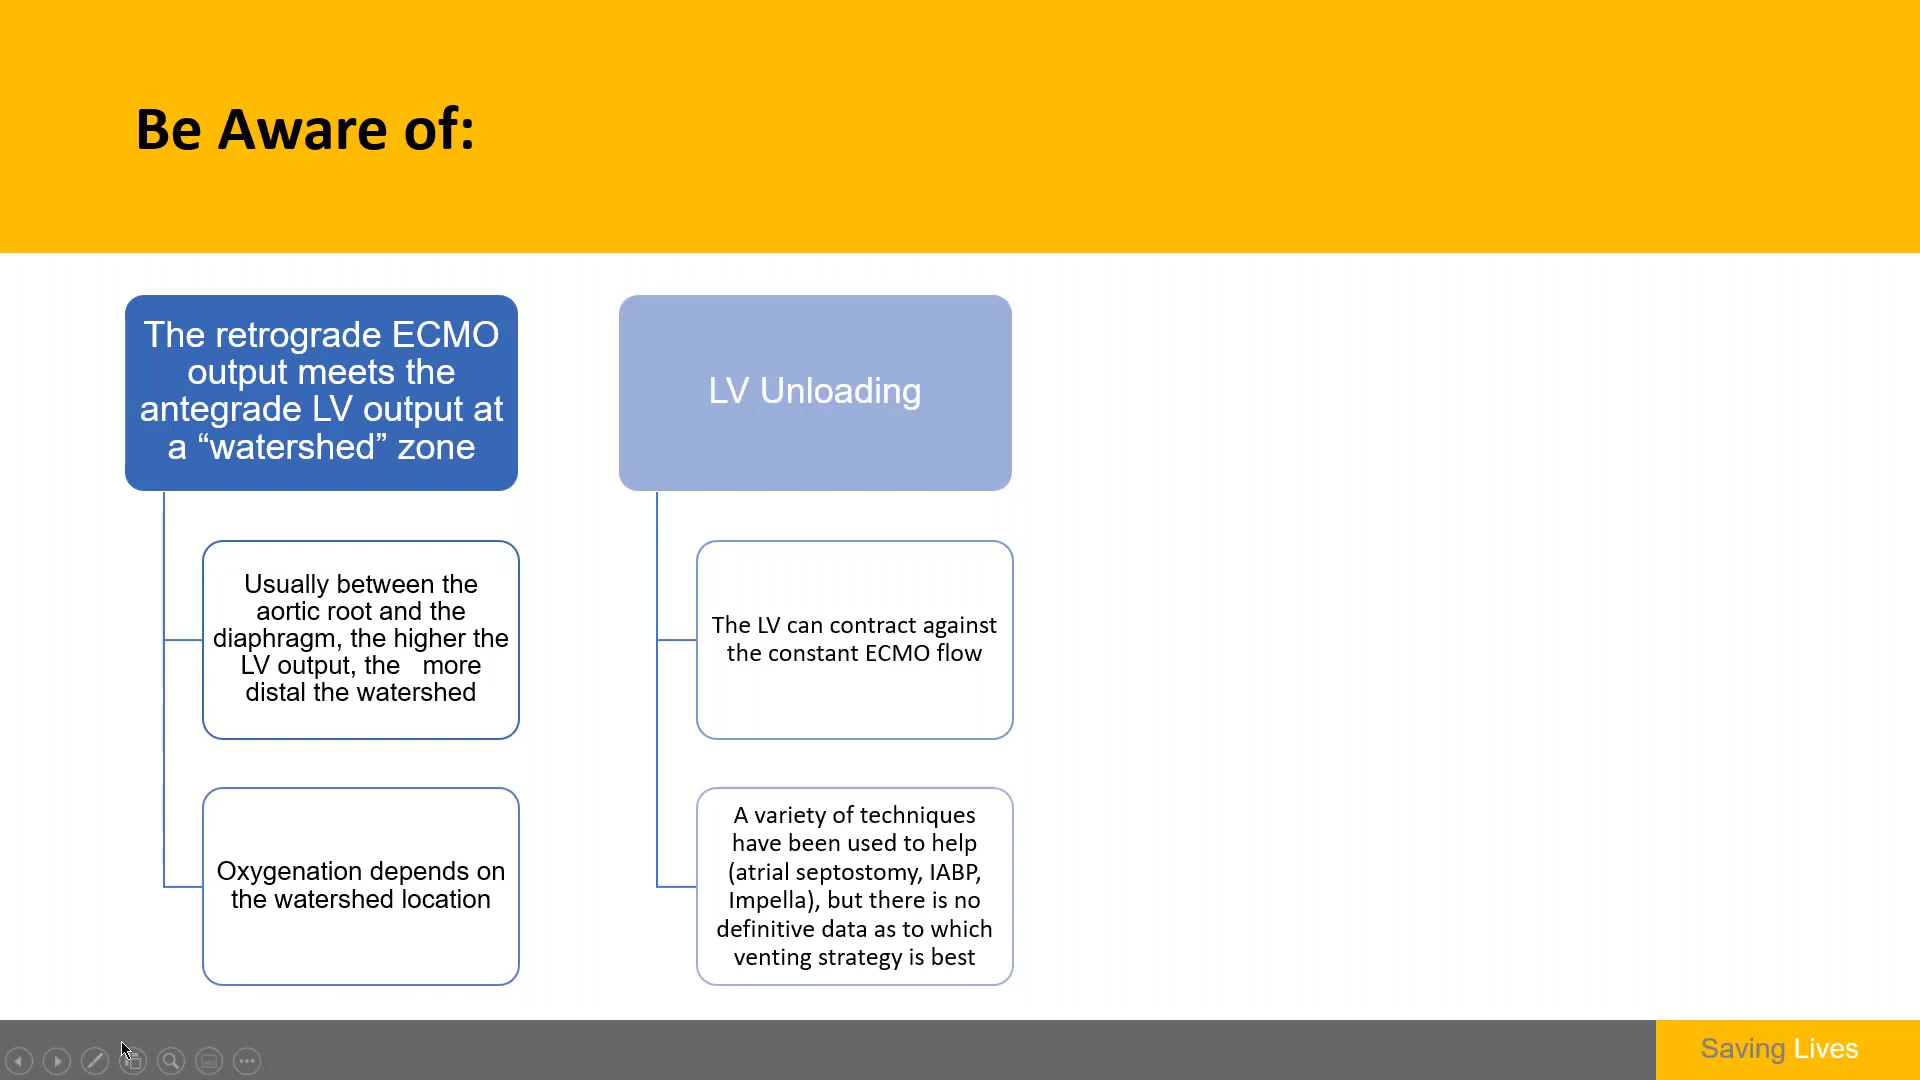 Be Aware of:
The retrograde ECMO
output meets the
antegrade LV output at
a “watershed” zone
Usually between the
aortic root and the
diaphragm, the higher the
LV output, the more
distal the watershed
Oxygenation depends on
the watershed location
LV Unloading
The LV can contract against
the constant ECMO flow
A variety of techniques
have been used to help
(atrial septostomy, IABP,
Impella), but there is no
definitive data as to which
venting strategy is best
Saving Lives